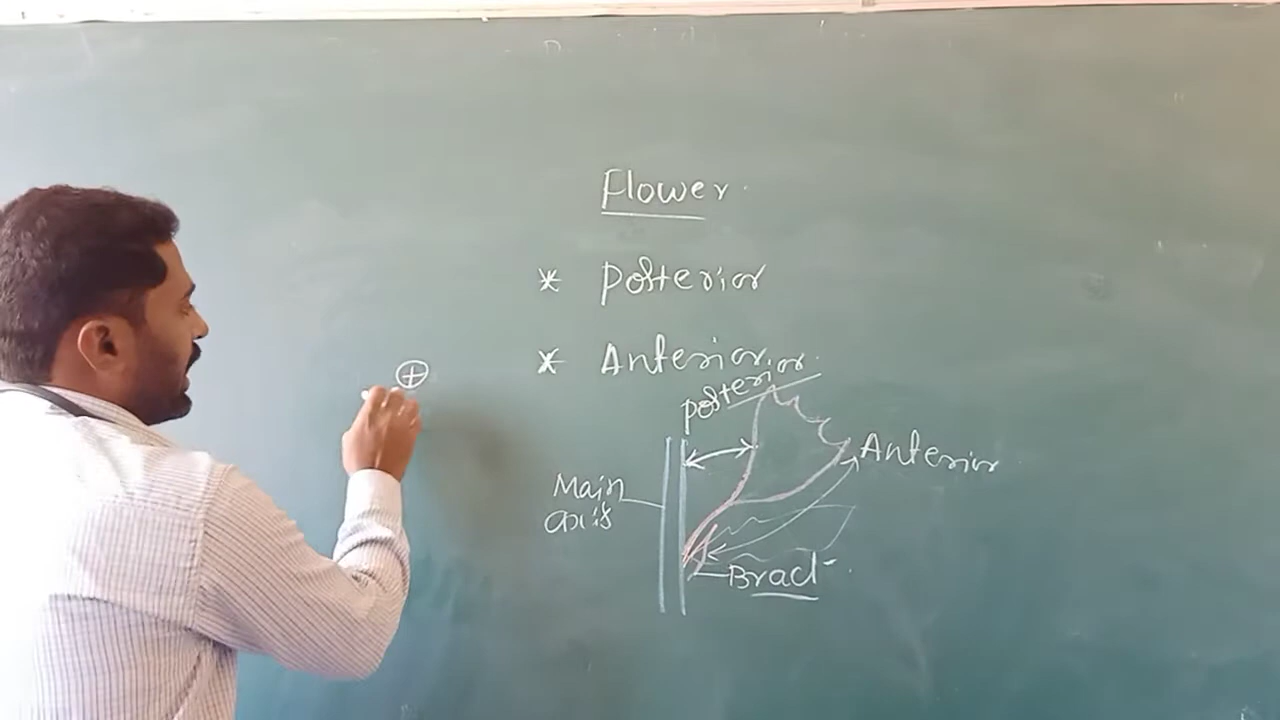 Flower
* Posterior
* Anterior
posterior
Anterior
Main
axis
Bract